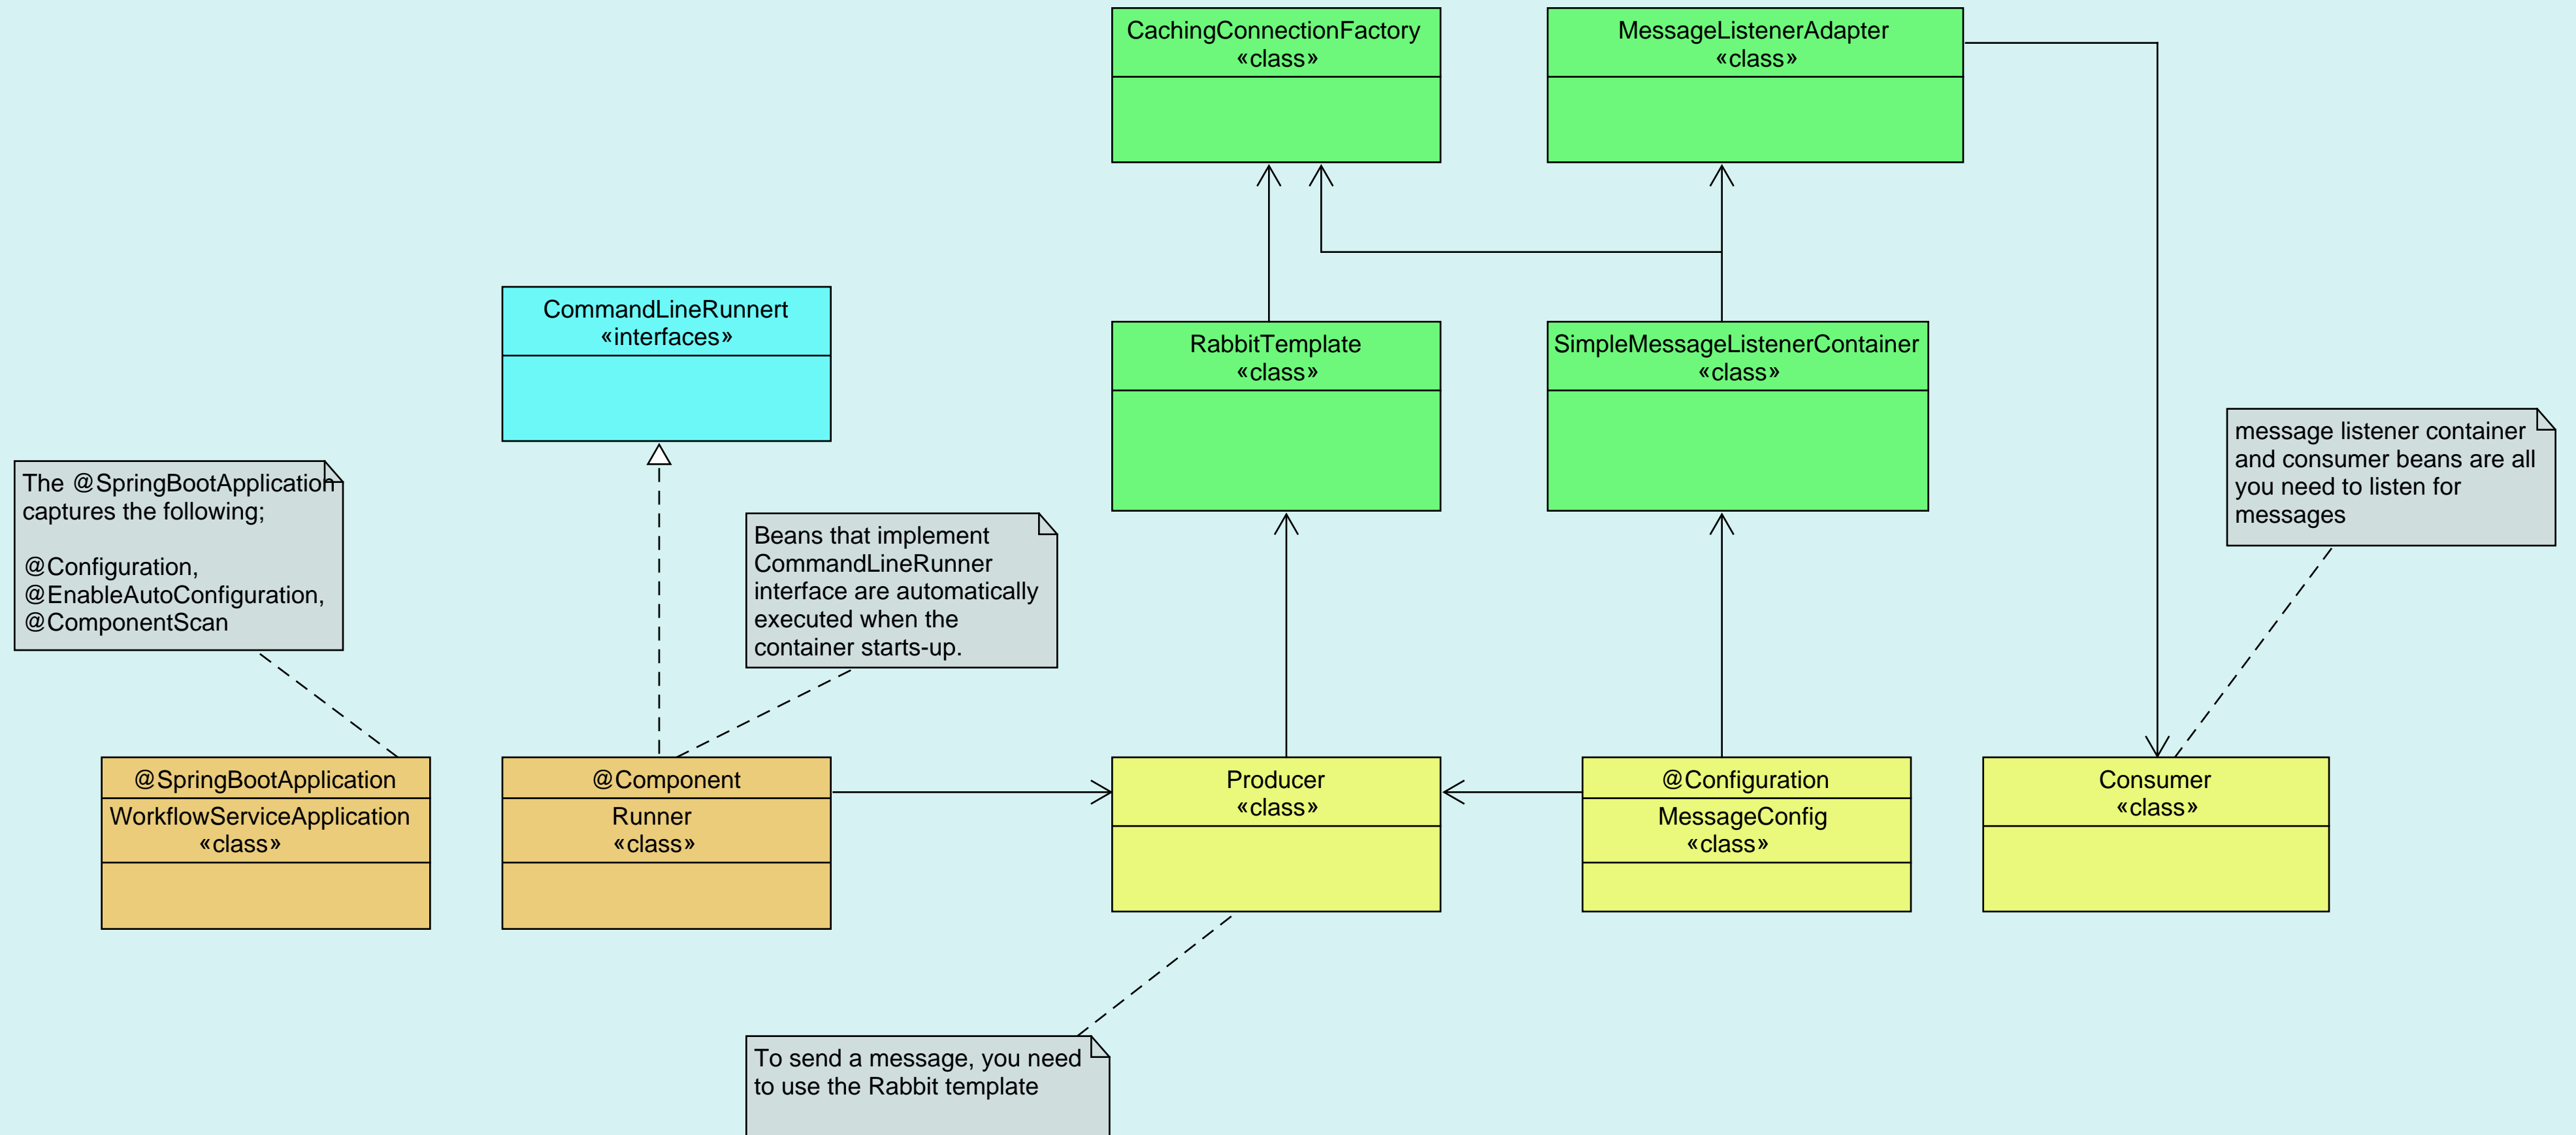 CachingConnectionFactory
«class»
MessageListenerAdapter
«class»
CommandLineRunnert
«interfaces»
RabbitTemplate
«class»
SimpleMessageListenerContainer
«class»
message listener container
and consumer beans are all
you need to listen for
messages
The @SpringBootApplication
captures the following;
@Configuration,
@EnableAutoConfiguration,
@ComponentScan
Beans that implement
CommandLineRunner
interface are automatically
executed when the
container starts-up.
@SpringBootApplication
WorkflowServiceApplication
«class»
@Component
Runner
«class»
Producer
«class»
@Configuration
MessageConfig
«class»
Consumer
«class»
To send a message, you need
to use the Rabbit template